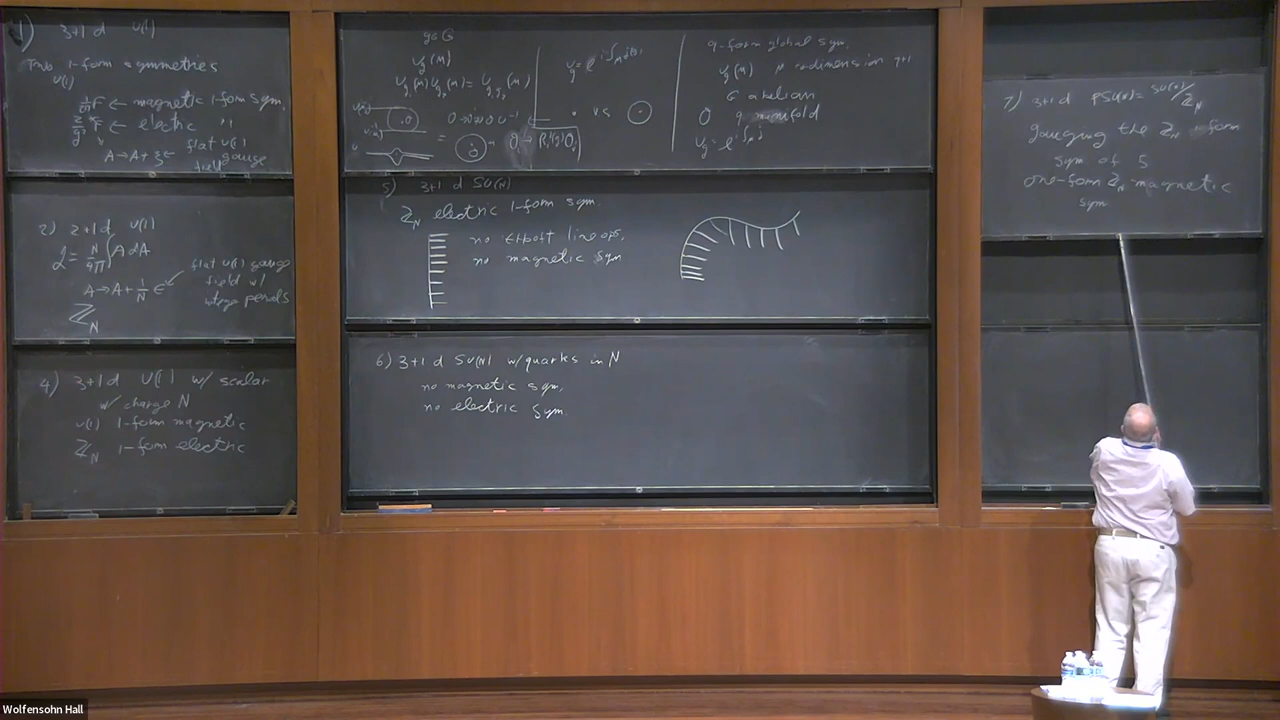 1) 3+1 d U(1)
Two 1-form symmetries
U(1)
F ← magnetic 1-form sym.
F ← electric "
A→A+ξ ← flat U(1) gauge field
2) 2+1 d U(1)
L = N/4π ∫ A dA
A→A+ 1/N ϵ
flat U(1) gauge field w/ integer periods
ℤ_N
4) 3+1 d U(1) w/ scalar
w/ charge N
U(1) 1-form magnetic
ℤ_N 1-form electric
g∈G
U_g(M)
U_g1(M) U_g2(M) = U_g1g2(M)
vs
q-form global sym.
U_g(M) M codimension q+1
G abelian
O q manifold
5) 3+1 d SU(N)
ℤ_N electric 1-form sym.
no 't Hooft line ops.
no magnetic sym
6) 3+1 d SU(N) w/ quarks in N
no magnetic sym.
no electric sym.
7) 3+1 d PSU(N) = SU(N)/ℤ_N
gauging the ℤ_N -form
sym of 5
one-form ℤ_N magnetic
sym
Wolfensohn Hall